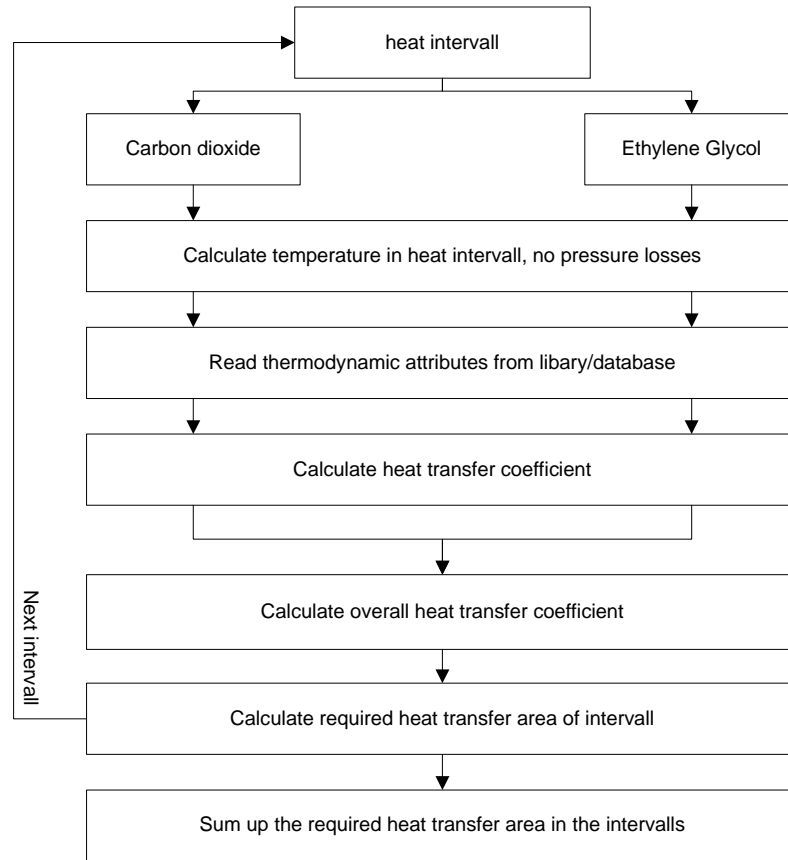 heat intervall
Carbon dioxide
Ethylene Glycol
Calculate temperature in heat intervall, no pressure losses
Read thermodynamic attributes from libary/database
Calculate heat transfer coefficient
Calculate overall heat transfer coefficient
Next intervall
Calculate required heat transfer area of intervall
Sum up the required heat transfer area in the intervalls